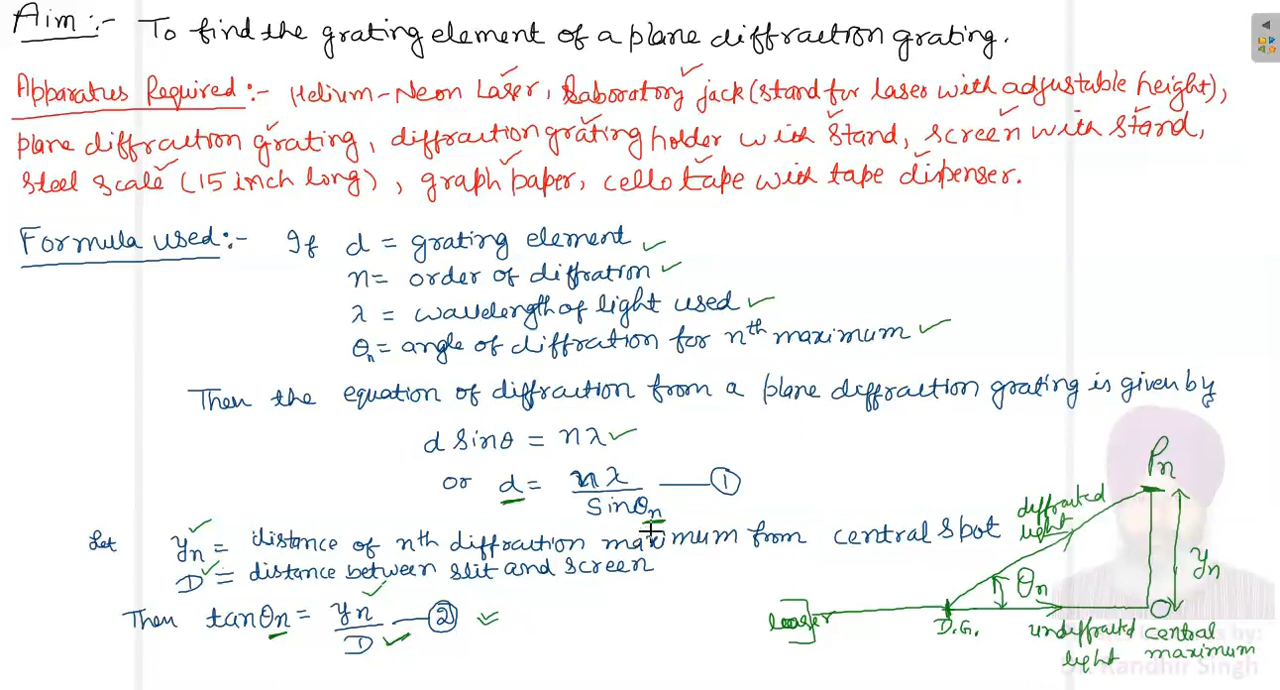 Aim:- To find the grating element of a plane diffraction grating.
Apparatus Required:- Helium-Neon Laser, Laboratory jack (stand for laser with adjustable height),
plane diffraction grating, diffraction grating holder with stand, screen with stand,
steel scale (15 inch long), graph paper, cello tape with tape dispenser.
Formula used:- If d = grating element
n = order of diffration
λ = wavelength of light used
θn = angle of diffraction for nth maximum
Then the equation of diffraction from a plane diffraction grating is given by
d sinθ = nλ
or d = nλ / Sinθn —— ①
Let yn = distance of nth diffraction maximum from central spot
D = distance between slit and screen
Then tanθn = yn / D —— ②
Pn
diffracted
light
yn
θn
D.G.
undiffracted
light
central
maximum
by:
Randhir Singh